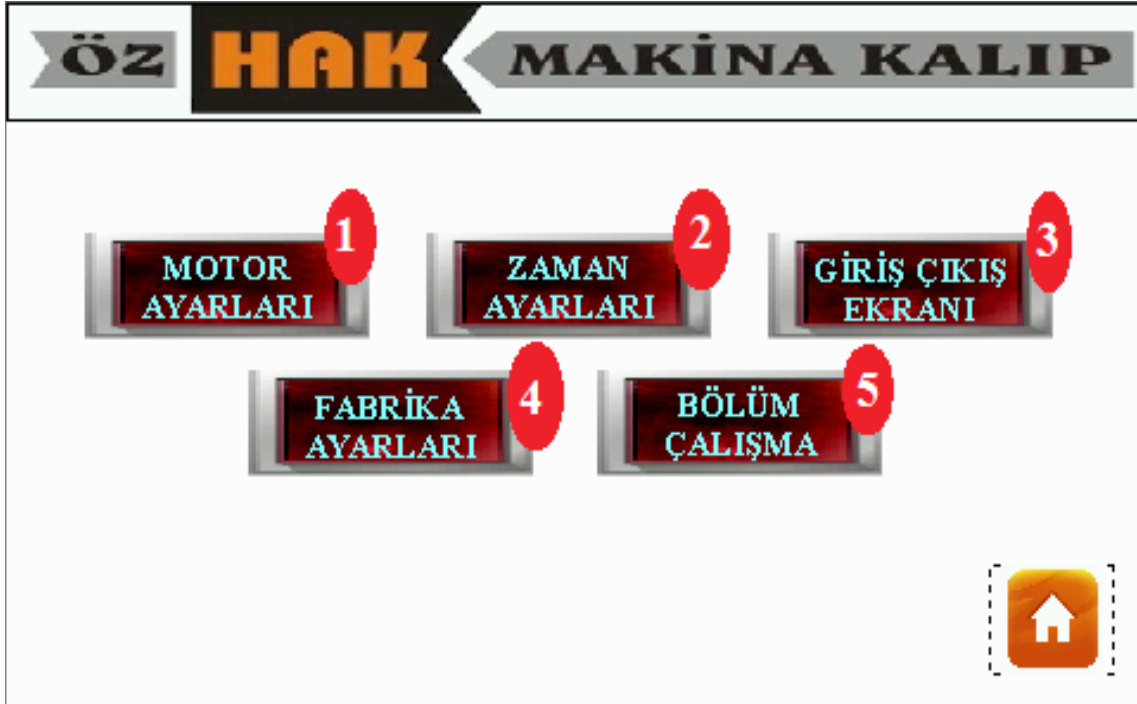 ÖZ HAK MAKİNA KALIP
1
MOTOR
AYARLARI
2
ZAMAN
AYARLARI
3
GİRİŞ ÇIKIŞ
EKRANI
4
FABRİKA
AYARLARI
5
BÖLÜM
ÇALIŞMA